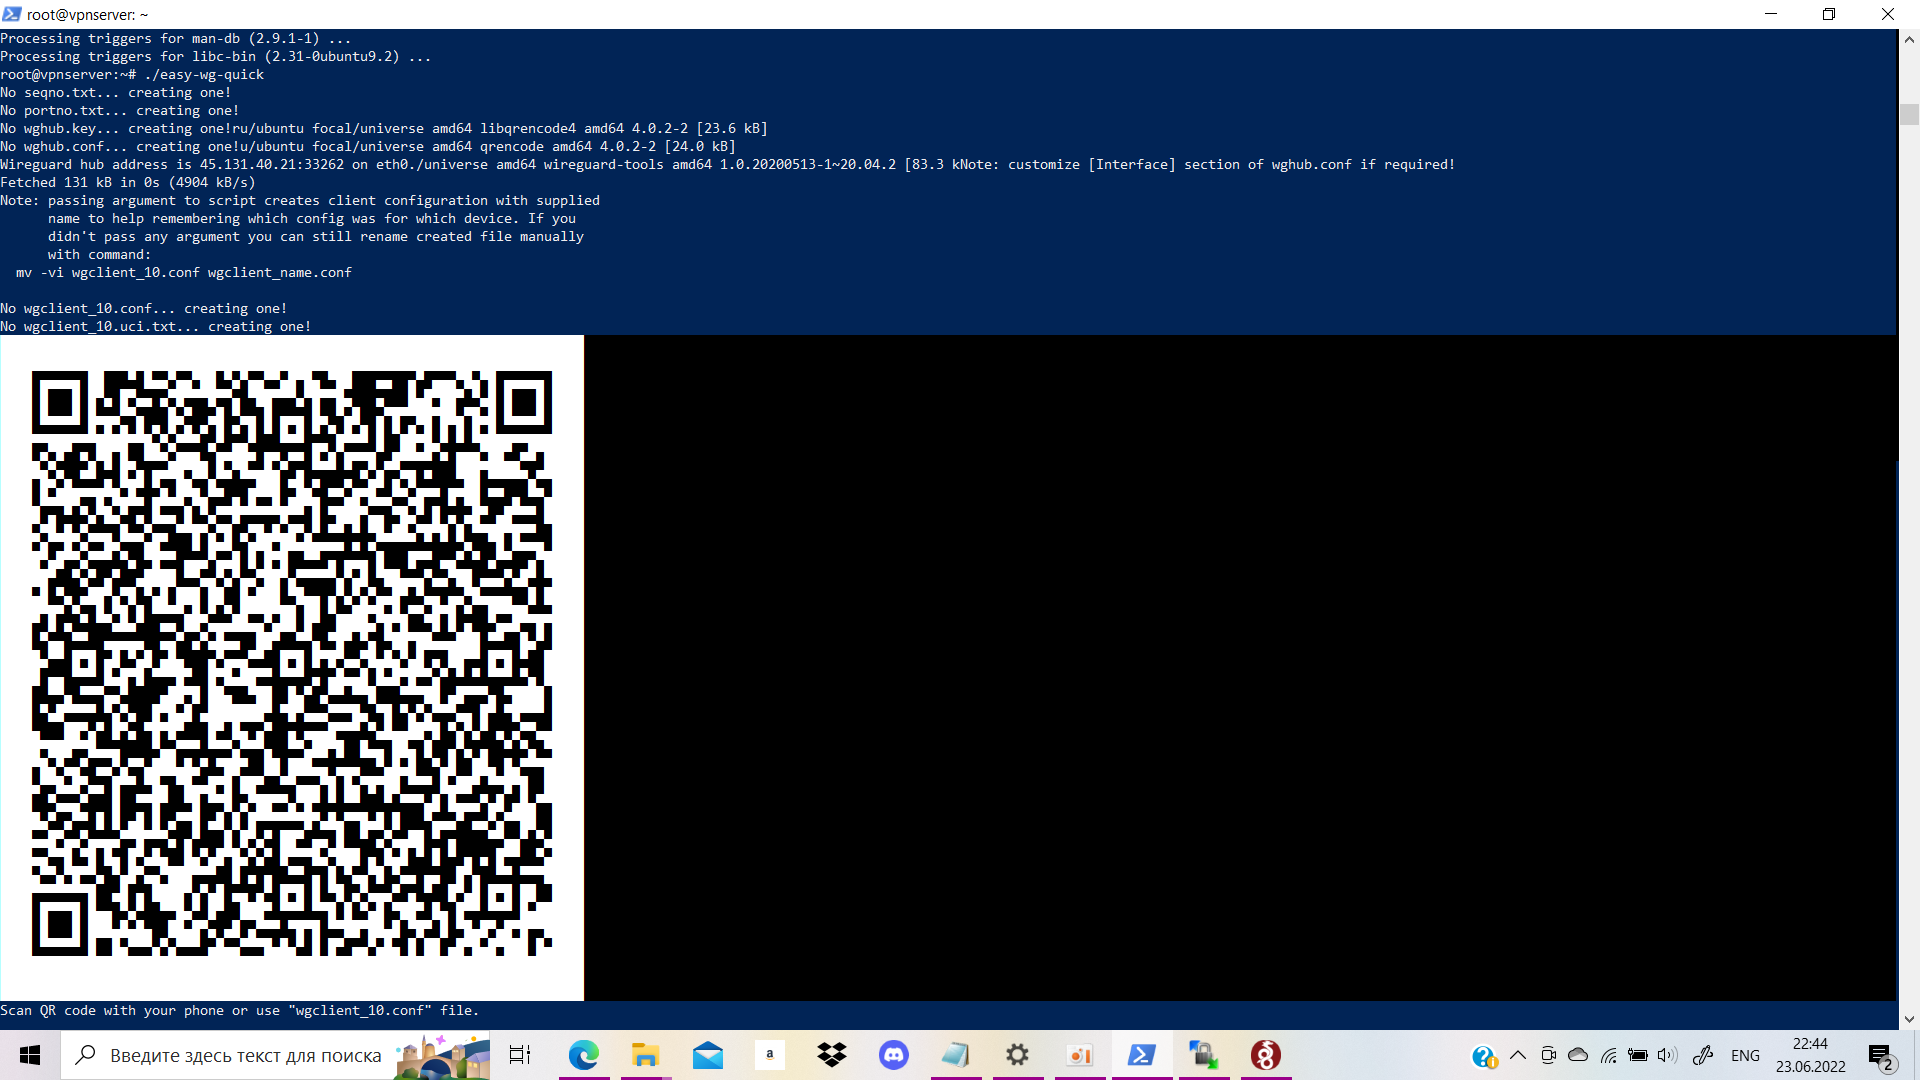 root@vpnserver: ~
Processing triggers for man-db (2.9.1-1) ...
Processing triggers for libc-bin (2.31-0ubuntu9.2) ...
root@vpnserver:~# ./easy-wg-quick
No seqno.txt... creating one!
No portno.txt... creating one!
No wghub.key... creating one!ru/ubuntu focal/universe amd64 libqrencode4 amd64 4.0.2-2 [23.6 kB]
No wghub.conf... creating one!u/ubuntu focal/universe amd64 qrencode amd64 4.0.2-2 [24.0 kB]
Wireguard hub address is 45.131.40.21:33262 on eth0./universe amd64 wireguard-tools amd64 1.0.20200513-1~20.04.2 [83.3 kNote: customize [Interface] section of wghub.conf if required!
Fetched 131 kB in 0s (4904 kB/s)
Note: passing argument to script creates client configuration with supplied
name to help remembering which config was for which device. If you
didn't pass any argument you can still rename created file manually
with command:
mv -vi wgclient_10.conf wgclient_name.conf
No wgclient_10.conf... creating one!
No wgclient_10.uci.txt... creating one!
Scan QR code with your phone or use "wgclient_10.conf" file.
Введите здесь текст для поиска
a
ENG
22:44
23.06.2022
2